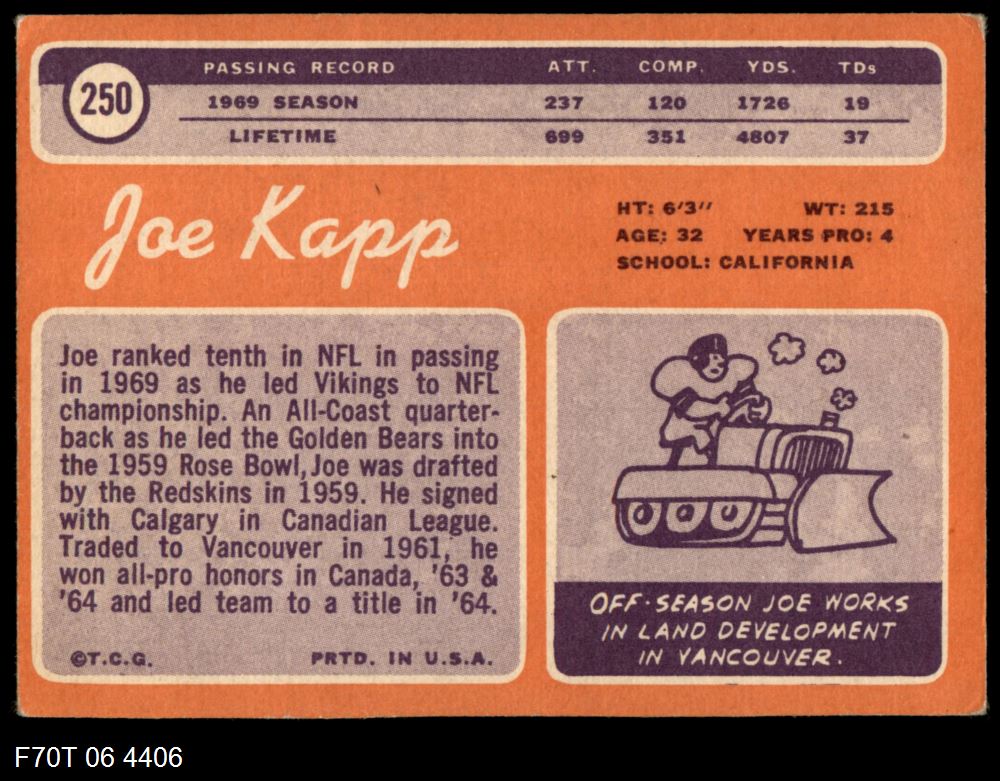 250
PASSING RECORD ATT. COMP. YDS. TDs
1969 SEASON 237 120 1726 19
LIFETIME 699 351 4807 37
Joe Kapp
HT: 6'3" WT: 215
AGE: 32 YEARS PRO: 4
SCHOOL: CALIFORNIA
Joe ranked tenth in NFL in passing
in 1969 as he led Vikings to NFL
championship. An All-Coast quarter-
back as he led the Golden Bears into
the 1959 Rose Bowl, Joe was drafted
by the Redskins in 1959. He signed
with Calgary in Canadian League.
Traded to Vancouver in 1961, he
won all-pro honors in Canada, '63 &
'64 and led team to a title in '64.
©T.C.G. PRTD. IN U.S.A.
OFF-SEASON JOE WORKS
IN LAND DEVELOPMENT
IN VANCOUVER.
F70T 06 4406